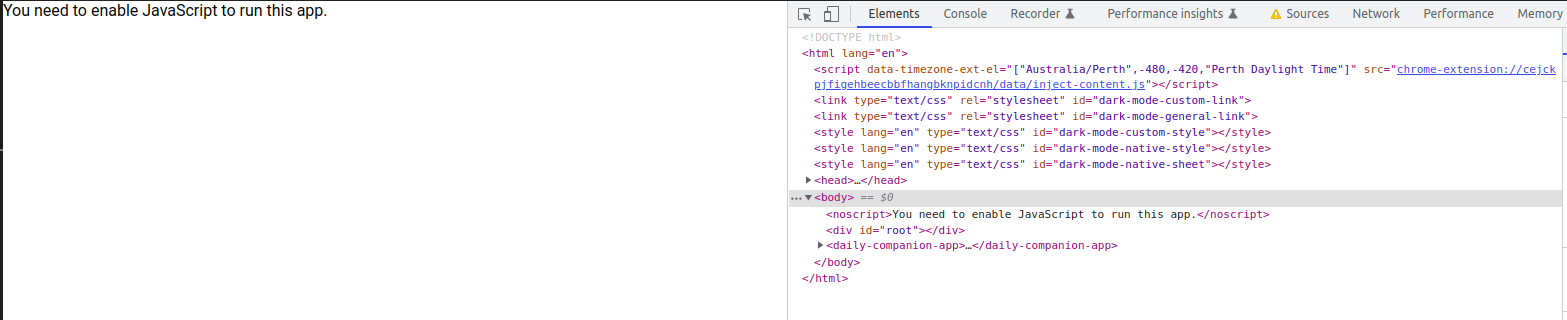 You need to enable JavaScript to run this app.
Elements Console Recorder Performance insights Sources Network Performance Memory
<!DOCTYPE html>
<html lang="en">
<script data-timezone-ext-el="["Australia/Perth",-480,-420,"Perth Daylight Time"]" src="chrome-extension://cejck
pjfigehbeecbbfhangbknpidcnh/data/inject-content.js"></script>
<link type="text/css" rel="stylesheet" id="dark-mode-custom-link">
<link type="text/css" rel="stylesheet" id="dark-mode-general-link">
<style lang="en" type="text/css" id="dark-mode-custom-style"></style>
<style lang="en" type="text/css" id="dark-mode-native-style"></style>
<style lang="en" type="text/css" id="dark-mode-native-sheet"></style>
<head>…</head>
<body> == $0
<noscript>You need to enable JavaScript to run this app.</noscript>
<div id="root"></div>
<daily-companion-app>…</daily-companion-app>
</body>
</html>